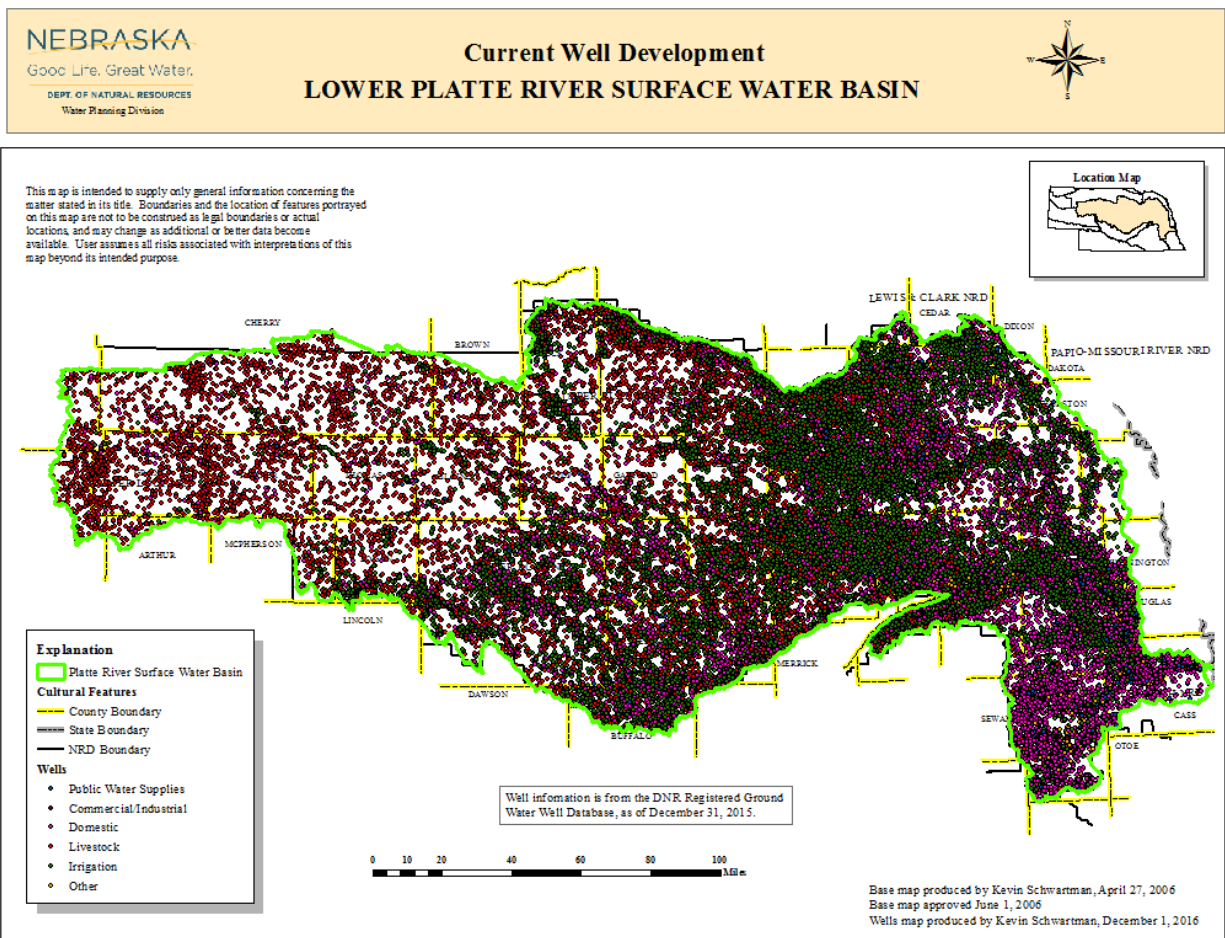 NEBRASKA
Good Life. Great Water.
DEPT. OF NATURAL RESOURCES
Water Planning Division
Current Well Development
LOWER PLATTE RIVER SURFACE WATER BASIN
N
W
E
S
This map is intended to supply only general information concerning the
matter stated in its title. Boundaries and the location of features portrayed
on this map are not to be construed as legal boundaries or actual
locations, and may change as additional or better data become
available. User assumes all risks associated with interpretations of this
map beyond its intended purpose.
Location Map
LEWIS & CLARK NRD
CEDAR
CHERRY
DIXON
BROWN
PAPIO-MISSOURI RIVER NRD
DAKOTA
STON
ARTHUR
MCPHERSON
INGTON
UGLAS
LINCOLN
MERRICK
DAWSON
SEWA
CASS
BUFFALO
OTOE
Explanation
Platte River Surface Water Basin
Cultural Features
County Boundary
State Boundary
NRD Boundary
Wells
Public Water Supplies
Commercial/Industrial
Domestic
Livestock
Irrigation
Other
Well infomation is from the DNR Registered Ground
Water Well Database, as of December 31, 2015.
0 10 20 40 60 80 100
Miles
Base map produced by Kevin Schwartman, April 27, 2006
Base map approved June 1, 2006
Wells map produced by Kevin Schwartman, December 1, 2016